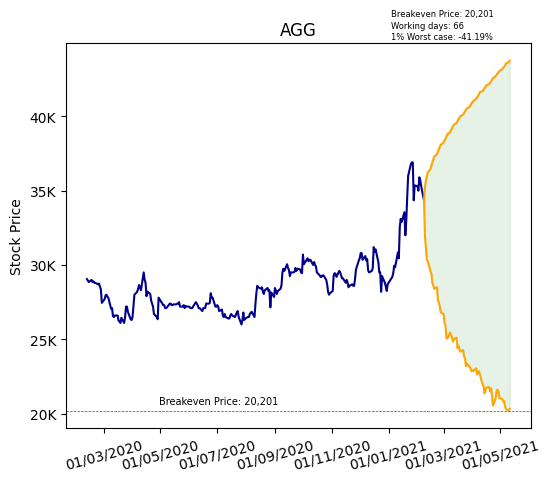 Breakeven Price: 20,201
Working days: 66
1% Worst case: -41.19%
AGG
Stock Price
40K
35K
30K
25K
20K
Breakeven Price: 20,201
01/03/2020 01/05/2020 01/07/2020 01/09/2020 01/11/2020 01/01/2021 01/03/2021 01/05/2021